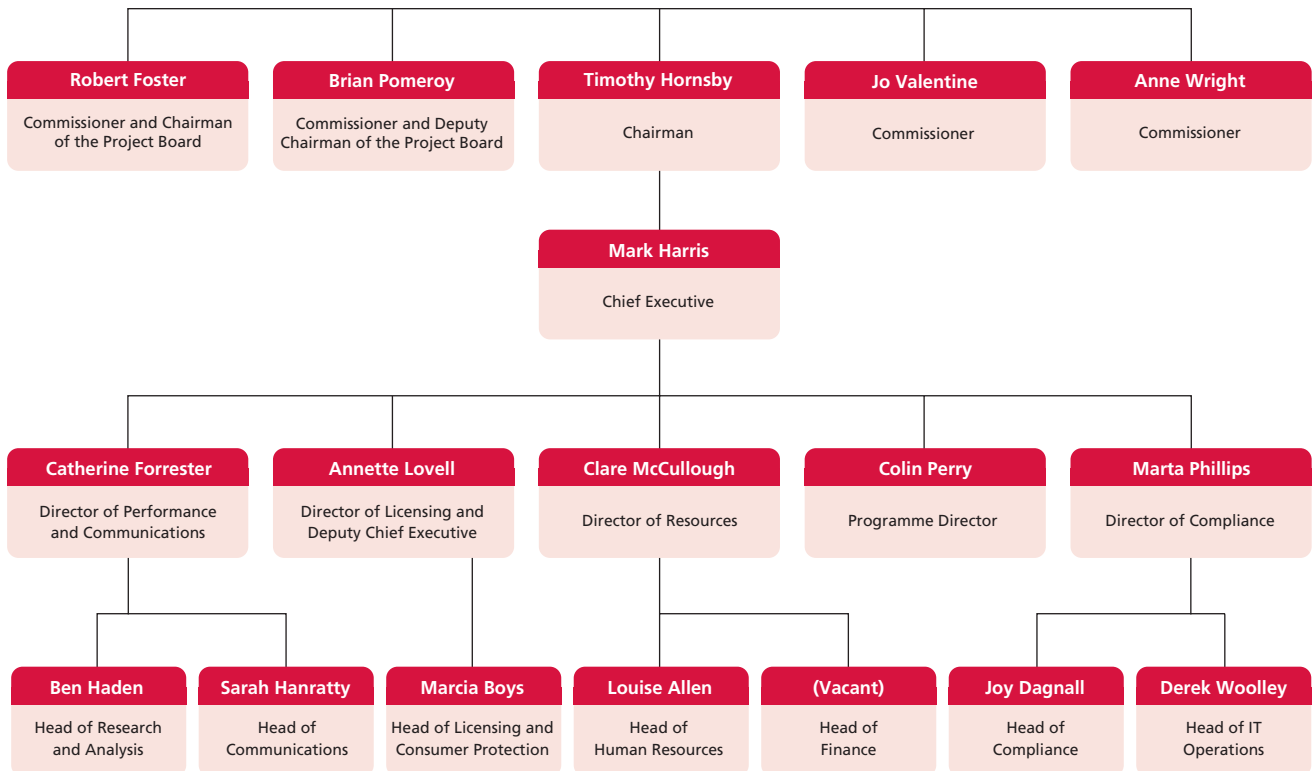 Robert Foster
Commissioner and Chairman
of the Project Board
Brian Pomeroy
Commissioner and Deputy
Chairman of the Project Board
Timothy Hornsby
Chairman
Jo Valentine
Commissioner
Anne Wright
Commissioner
Mark Harris
Chief Executive
Catherine Forrester
Director of Performance
and Communications
Annette Lovell
Director of Licensing and
Deputy Chief Executive
Clare McCullough
Director of Resources
Colin Perry
Programme Director
Marta Phillips
Director of Compliance
Ben Haden
Head of Research
and Analysis
Sarah Hanratty
Head of
Communications
Marcia Boys
Head of Licensing and
Consumer Protection
Louise Allen
Head of
Human Resources
(Vacant)
Head of
Finance
Joy Dagnall
Head of
Compliance
Derek Woolley
Head of IT
Operations